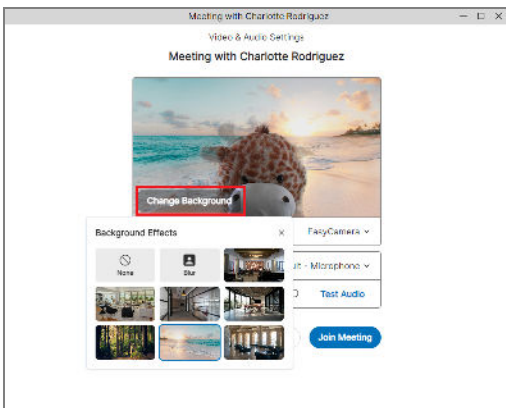 Meeting with Charlotte Rodriguez
Video & Audio Settings
Meeting with Charlotte Rodriguez
Change Background
Background Effects
None
Blur
EasyCamera
- Microphone
Test Audio
Join Meeting